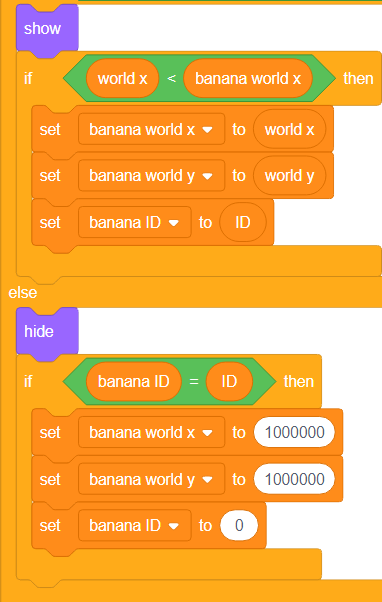 show
if world x < banana world x then
set banana world x to world x
set banana world y to world y
set banana ID to ID
else
hide
if banana ID = ID then
set banana world x to 1000000
set banana world y to 1000000
set banana ID to 0